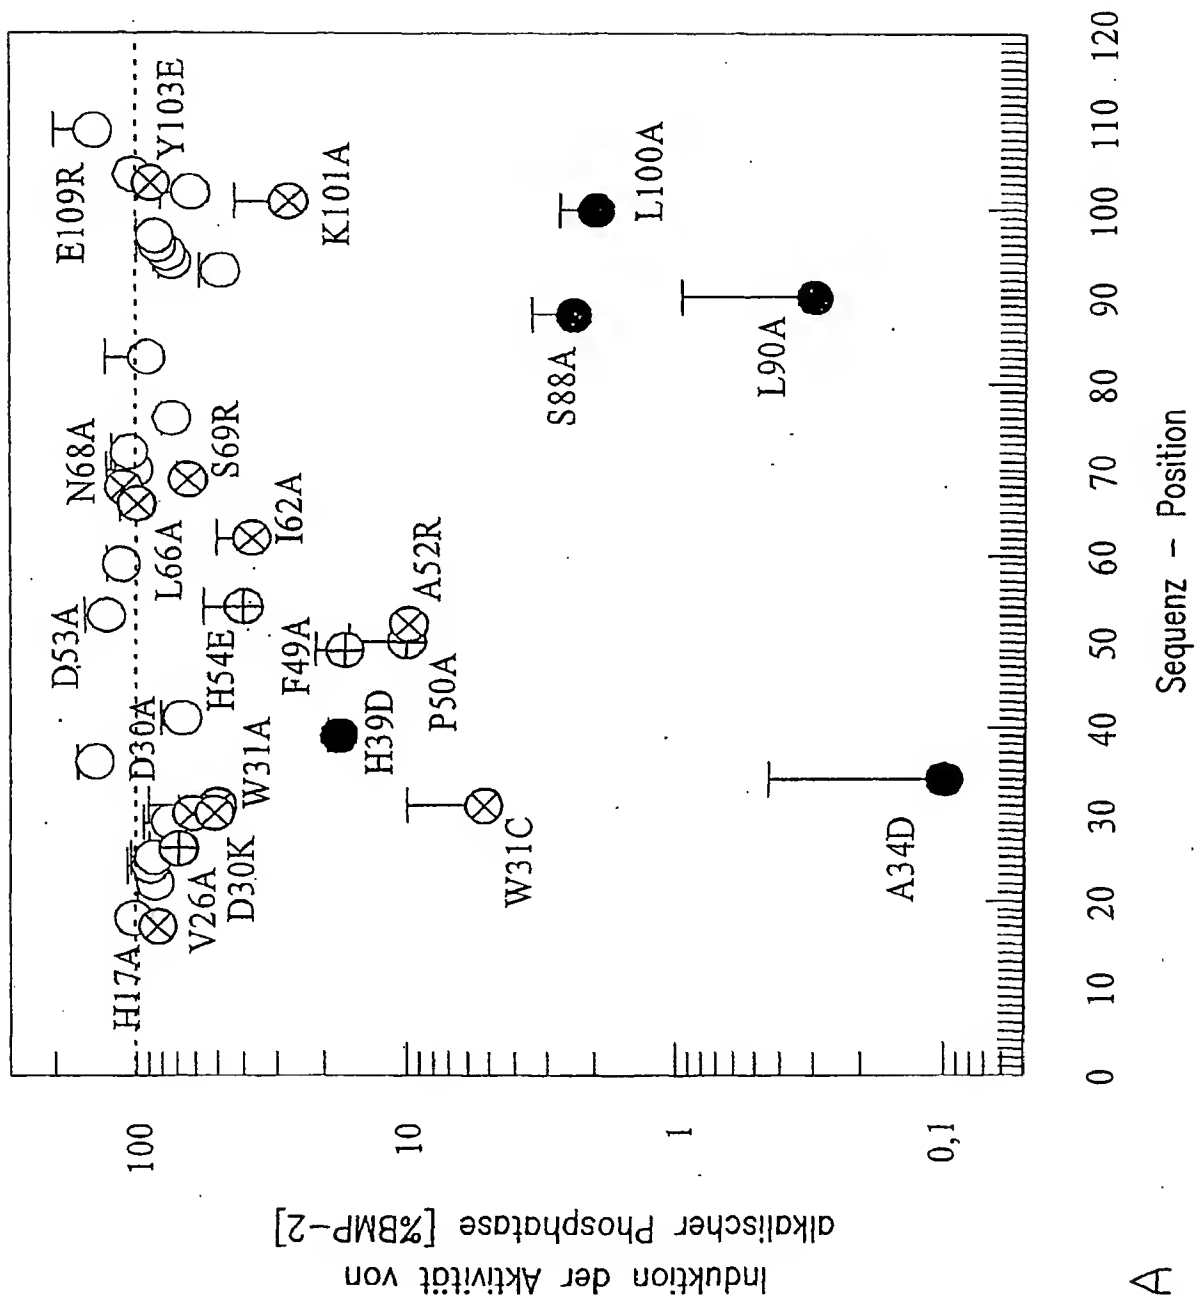 A
Induktion der Aktivität von
alkalischer Phosphatase [%BMP-2]
100
10
1
0,1
H17A
V26A
D30K
D30A
W31A
W31C
A34D
H39D
F49A
P50A
A52R
D53A
H54E
I62A
L66A
N68A
S69R
S88A
L90A
L100A
K101A
Y103E
E109R
0
10
20
30
40
50
60
70
80
90
100
110
120
Sequenz - Position